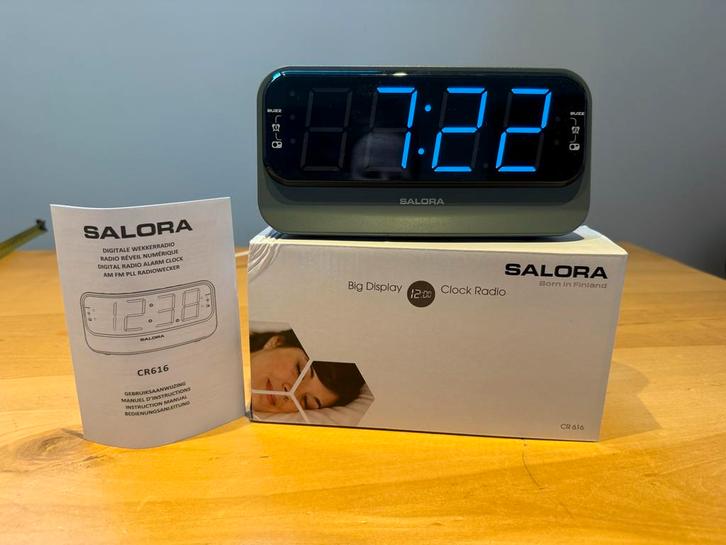 BUZZ
7:22
BUZZ
SALORA
SALORA
DIGITALE WEKKERRADIO
RADIO RÉVEIL NUMÉRIQUE
DIGITAL RADIO ALARM CLOCK
AM FM PLL RADIOWECKER
12:38
SALORA
CR616
GEBRUIKSAANWIJZING
MANUEL D'INSTRUCTIONS
INSTRUCTION MANUAL
BEDIENUNGSANLEITUNG
SALORA
Born in Finland
Big Display 12:00 Clock Radio
CR 616